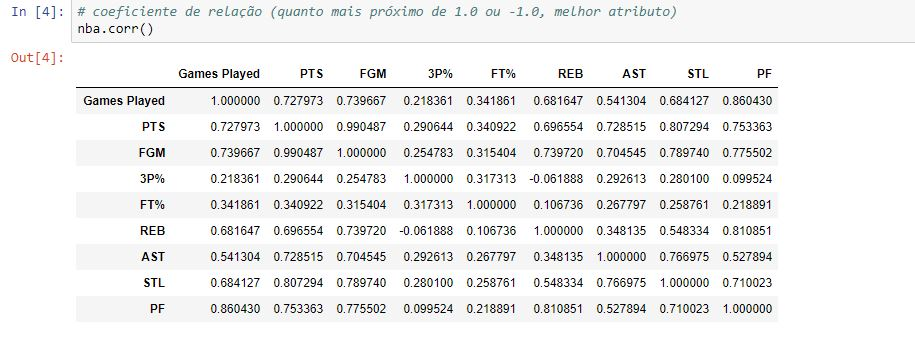 In [4]: # coeficiente de relação (quanto mais próximo de 1.0 ou -1.0, melhor atributo)
nba.corr()
Out[4]:
Games Played PTS FGM 3P% FT% REB AST STL PF
Games Played 1.000000 0.727973 0.739667 0.218361 0.341861 0.681647 0.541304 0.684127 0.860430
PTS 0.727973 1.000000 0.990487 0.290644 0.340922 0.696554 0.728515 0.807294 0.753363
FGM 0.739667 0.990487 1.000000 0.254783 0.315404 0.739720 0.704545 0.789740 0.775502
3P% 0.218361 0.290644 0.254783 1.000000 0.317313 -0.061888 0.292613 0.280100 0.099524
FT% 0.341861 0.340922 0.315404 0.317313 1.000000 0.106736 0.267797 0.258761 0.218891
REB 0.681647 0.696554 0.739720 -0.061888 0.106736 1.000000 0.348135 0.548334 0.810851
AST 0.541304 0.728515 0.704545 0.292613 0.267797 0.348135 1.000000 0.766975 0.527894
STL 0.684127 0.807294 0.789740 0.280100 0.258761 0.548334 0.766975 1.000000 0.710023
PF 0.860430 0.753363 0.775502 0.099524 0.218891 0.810851 0.527894 0.710023 1.000000